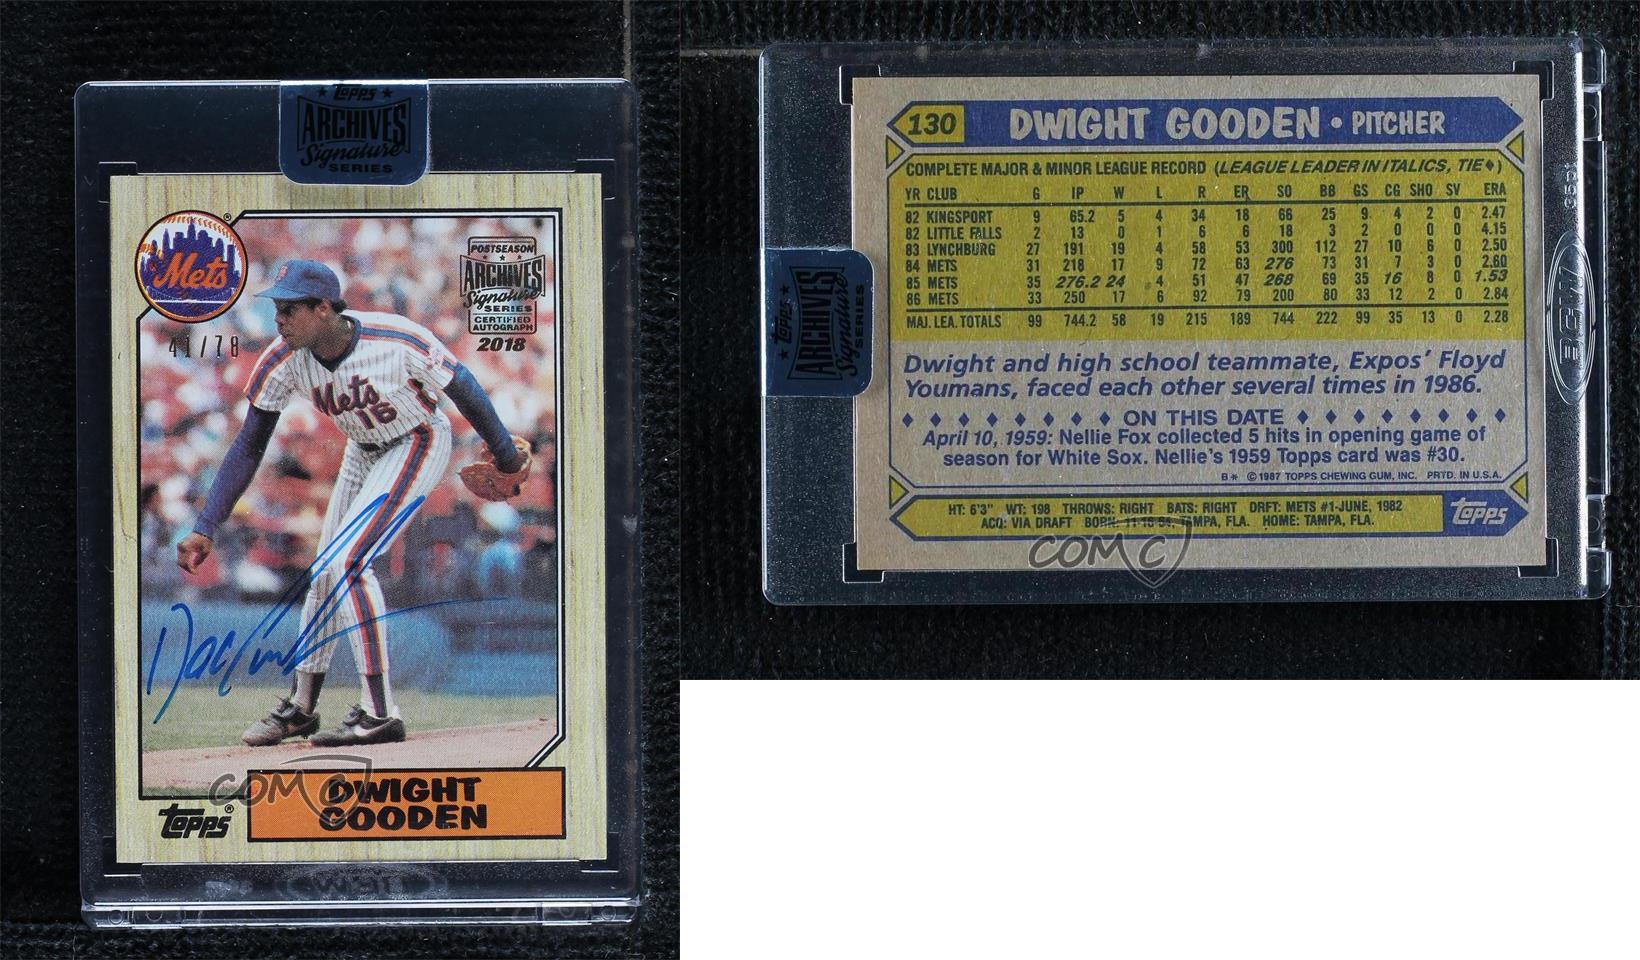 ★ Topps ★
ARCHIVES
Signature
SERIES
Mets
POSTSEASON
★ ★ ★
ARCHIVES
Signature
SERIES
CERTIFIED
AUTOGRAPH
2018
41/78
Mets
16
Doc
COMC
DWIGHT
GOODEN
Topps
130 DWIGHT GOODEN • PITCHER
COMPLETE MAJOR & MINOR LEAGUE RECORD (LEAGUE LEADER IN ITALICS, TIE♦)
YR CLUB G IP W L R ER SO BB GS CG SHO SV ERA
82 KINGSPORT 9 65.2 5 4 34 18 66 25 9 4 2 0 2.47
82 LITTLE FALLS 2 13 0 1 6 6 18 3 2 0 0 0 4.15
83 LYNCHBURG 27 191 19 4 58 53 300 112 27 10 6 0 2.50
84 METS 31 218 17 9 72 63 276 73 31 7 3 0 2.60
85 METS 35 276.2 24 4 51 47 268 69 35 16 8 0 1.53
86 METS 33 250 17 6 92 79 200 80 33 12 2 0 2.84
MAJ. LEA. TOTALS 99 744.2 58 19 215 189 744 222 99 35 13 0 2.28
Dwight and high school teammate, Expos' Floyd
Youmans, faced each other several times in 1986.
♦ ♦ ♦ ♦ ♦ ♦ ♦ ♦ ON THIS DATE ♦ ♦ ♦ ♦ ♦ ♦ ♦ ♦
April 10, 1959: Nellie Fox collected 5 hits in opening game of
season for White Sox. Nellie's 1959 Topps card was #30.
B* © 1987 TOPPS CHEWING GUM, INC. PRTD. IN U.S.A.
HT: 6'3" WT: 198 THROWS: RIGHT BATS: RIGHT DRFT: METS #1-JUNE, 1982
ACQ: VIA DRAFT BORN: 11-16-64, TAMPA, FLA. HOME: TAMPA, FLA.
Topps
★ Topps ★
ARCHIVES
Signature
SERIES
BCW
COMC